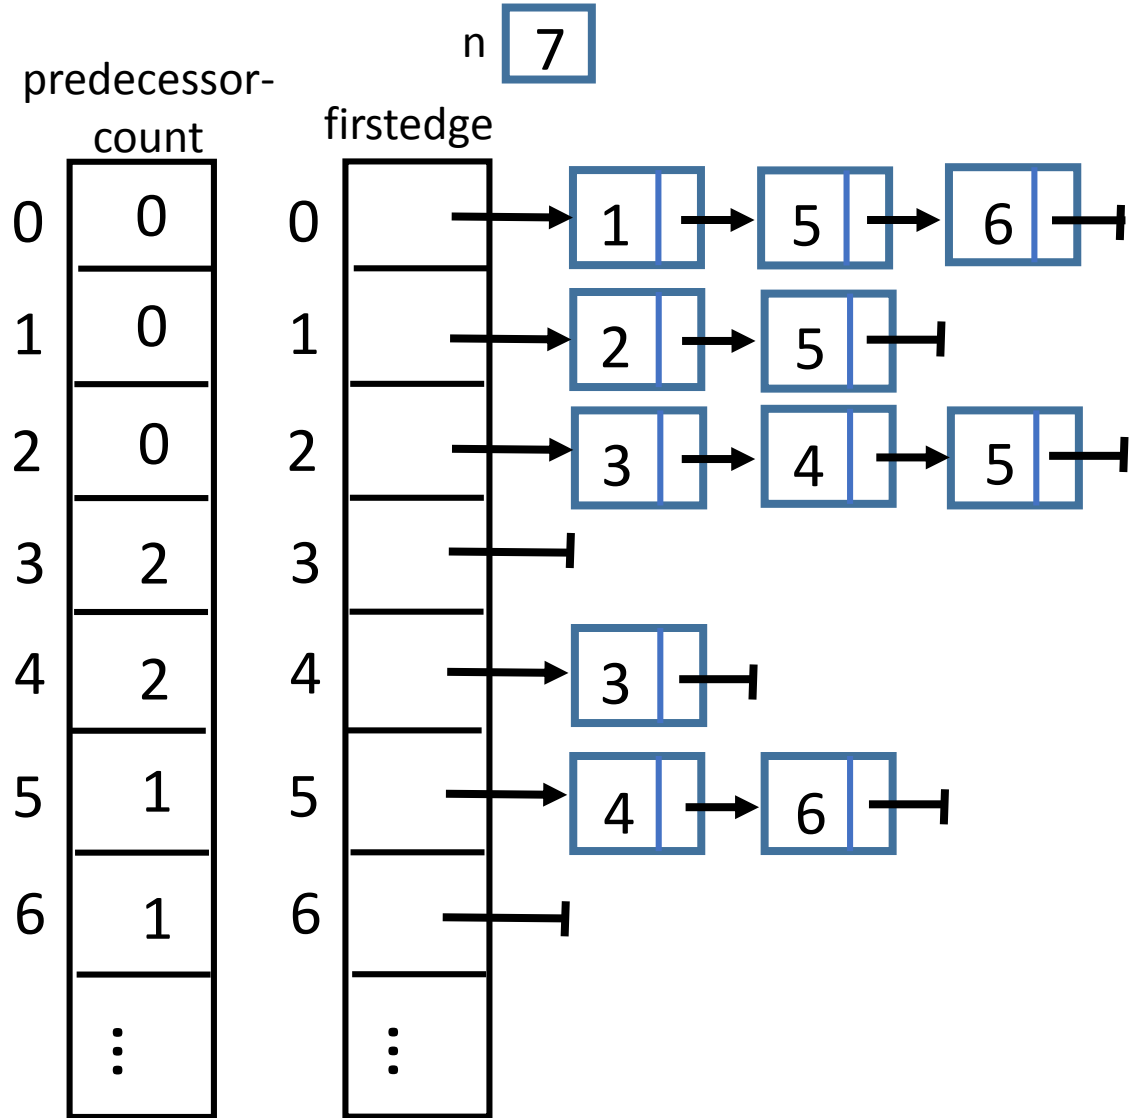 n 7
predecessor-
count
firstedge
0 0 0 1 5 6
1 0 1 2 5
2 0 2 3 4 5
3 2 3
4 2 4 3
5 1 5 4 6
6 1 6
⋮ ⋮